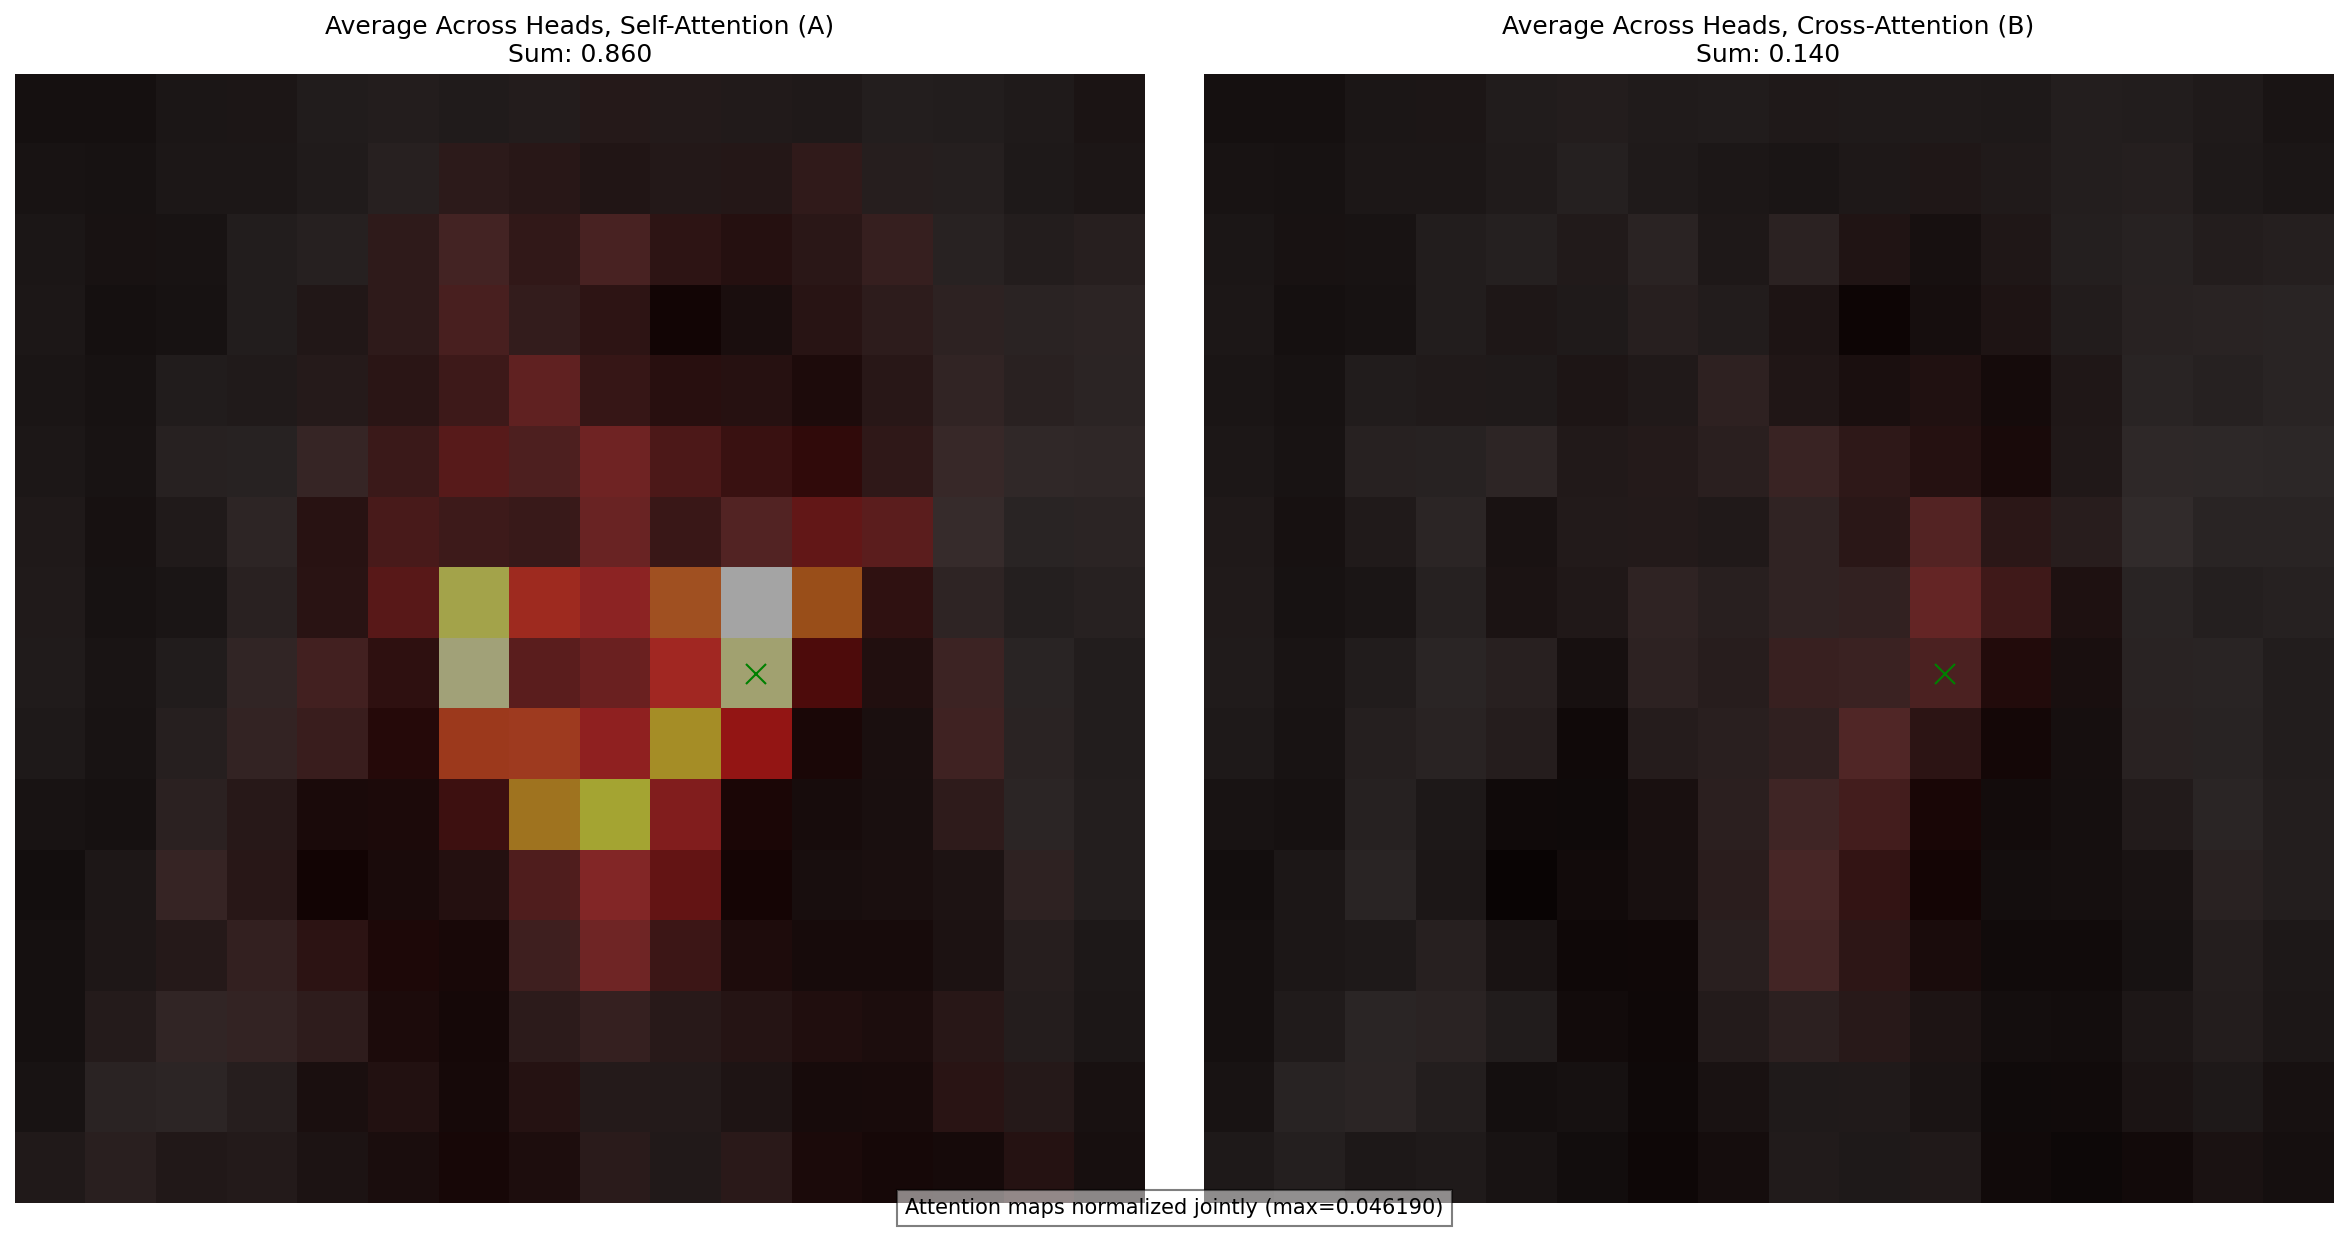 Average Across Heads, Self-Attention (A)
Sum: 0.860
Average Across Heads, Cross-Attention (B)
Sum: 0.140
Attention maps normalized jointly (max=0.046190)